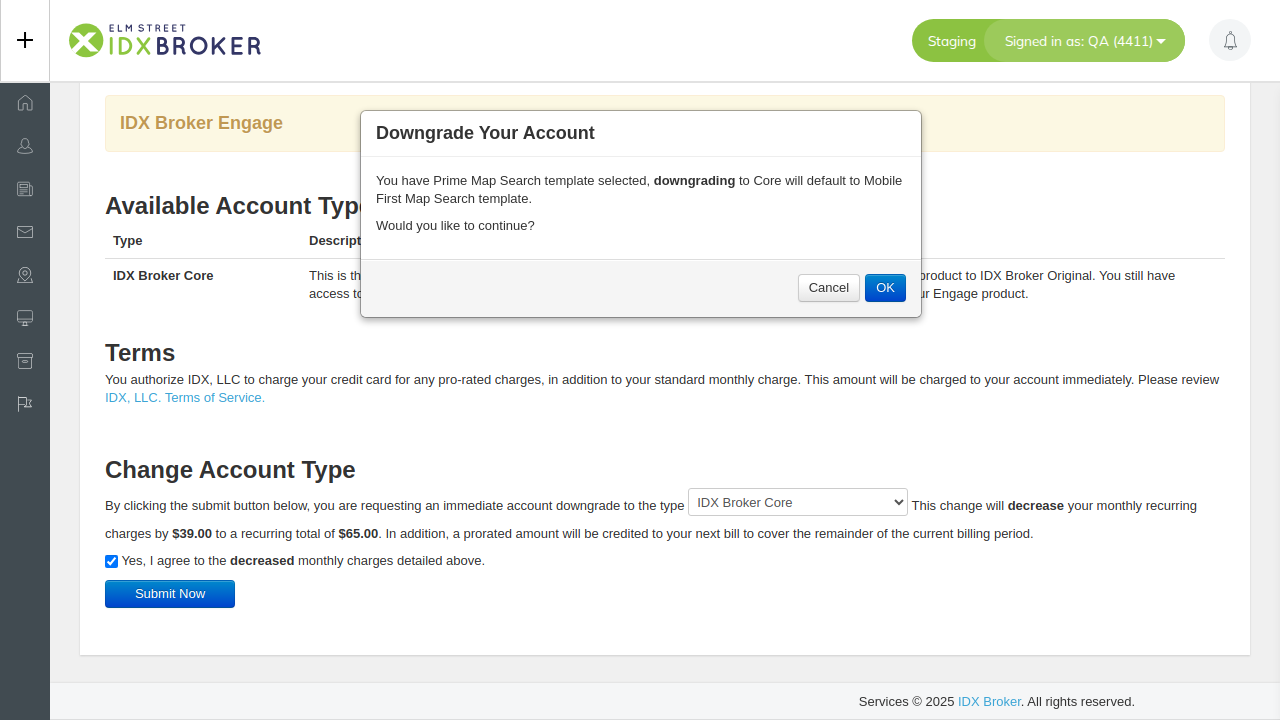 ELM STREET
IDXBROKER
Staging
Signed in as: QA (4411)
IDX Broker Engage
Downgrade Your Account
You have Prime Map Search template selected, downgrading to Core will default to Mobile
First Map Search template.
Would you like to continue?
Cancel
OK
Available Account Type
Type
Descript
IDX Broker Core
This is th
product to IDX Broker Original. You still have
access to
ur Engage product.
Terms
You authorize IDX, LLC to charge your credit card for any pro-rated charges, in addition to your standard monthly charge. This amount will be charged to your account immediately. Please review
IDX, LLC. Terms of Service.
Change Account Type
By clicking the submit button below, you are requesting an immediate account downgrade to the type IDX Broker Core This change will decrease your monthly recurring
charges by $39.00 to a recurring total of $65.00. In addition, a prorated amount will be credited to your next bill to cover the remainder of the current billing period.
Yes, I agree to the decreased monthly charges detailed above.
Submit Now
Services © 2025 IDX Broker. All rights reserved.